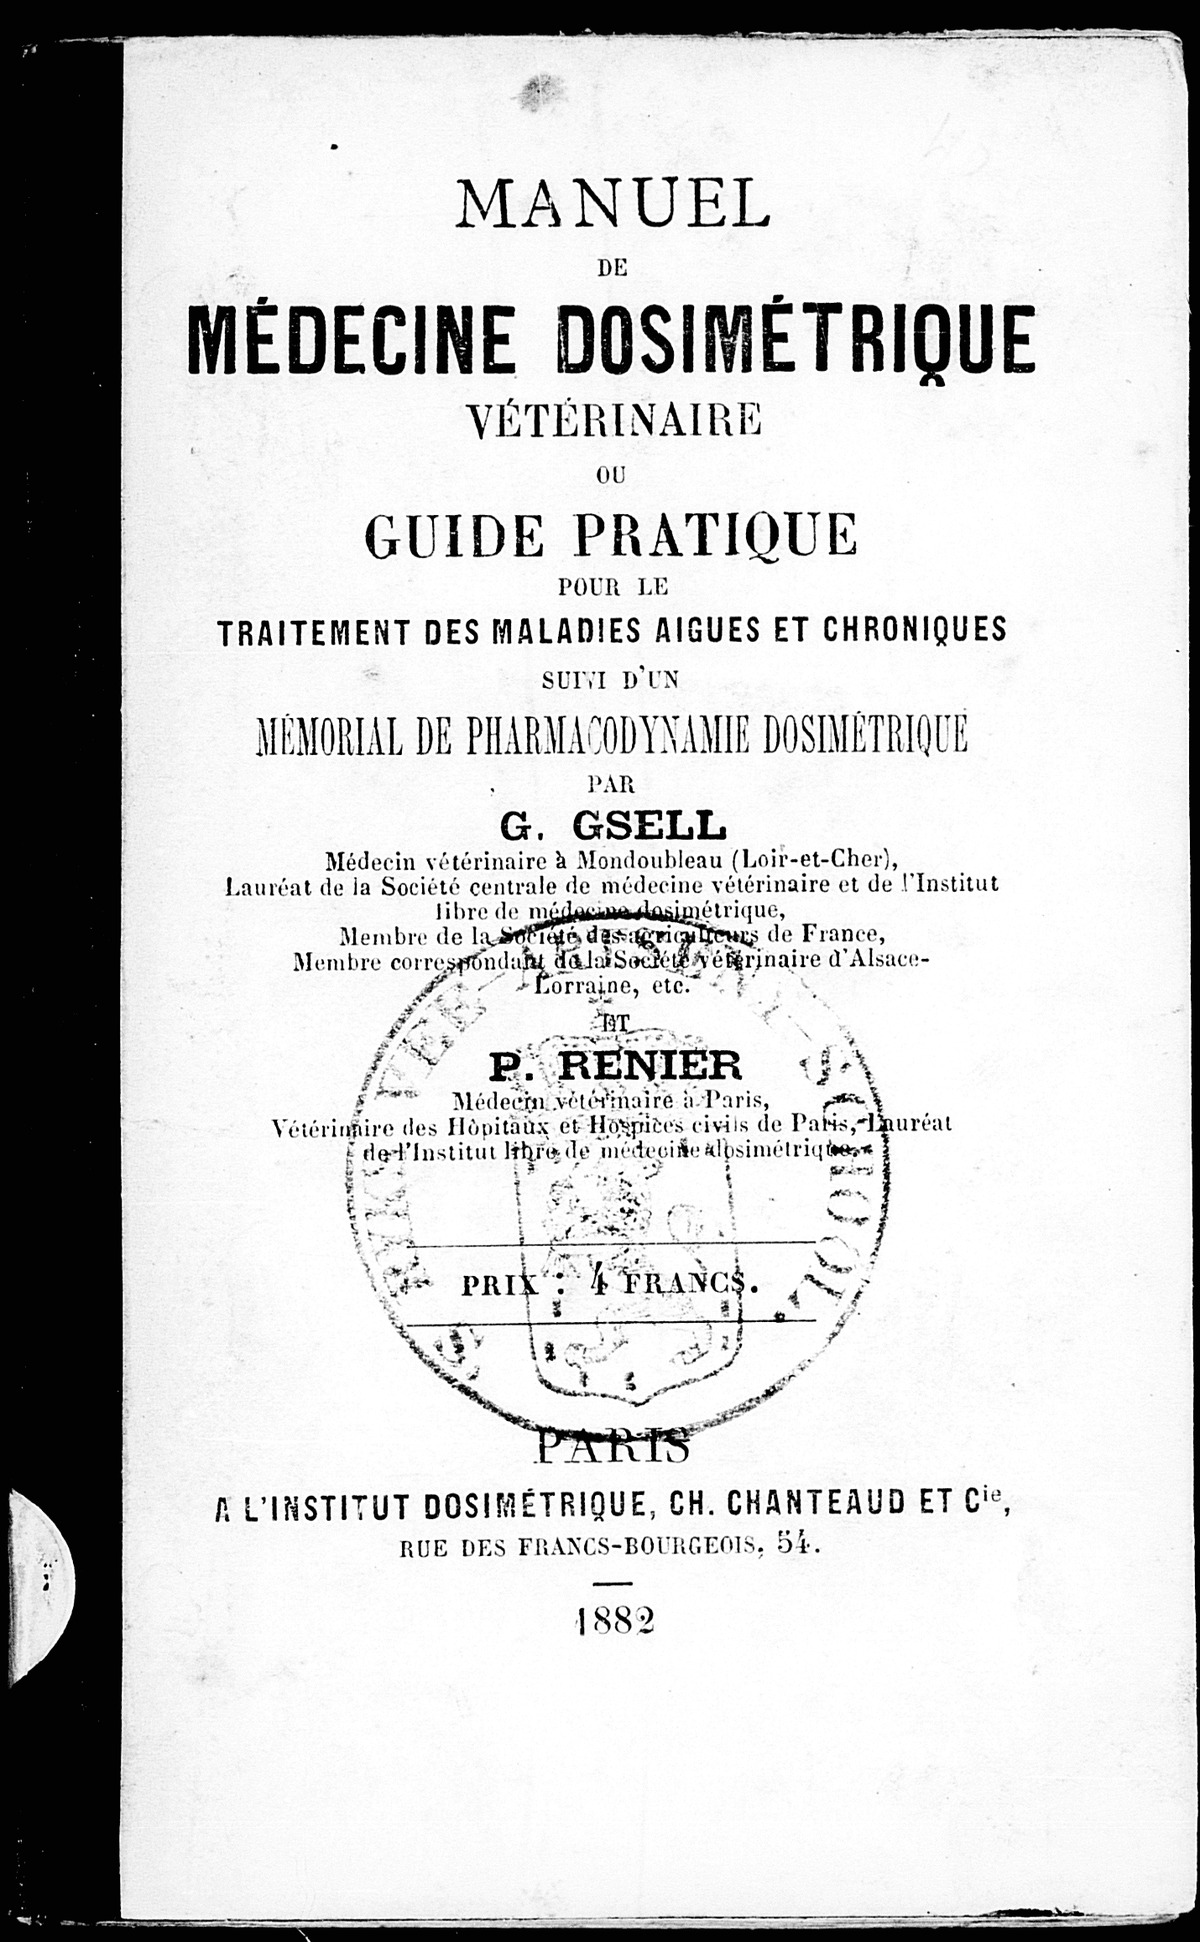 MANUEL
DE
MÉDECINE DOSIMÉTRIQUE
VÉTÉRINAIRE
OU
GUIDE PRATIQUE
POUR LE
TRAITEMENT DES MALADIES AIGUES ET CHRONIQUES
SUIVI D'UN
MÉMORIAL DE PHARMACODYNAMIE DOSIMÉTRIQUE
PAR
G. GSELL
Médecin vétérinaire à Mondoubleau (Loir-et-Cher),
Lauréat de la Société centrale de médecine vétérinaire et de l'Institut
libre de médecine dosimétrique,
Membre de la Société des agriculteurs de France,
Membre correspondant de la Société vétérinaire d'Alsace-
Lorraine, etc.
ET
P. RENIER
Médecin vétérinaire à Paris,
Vétérinaire des Hôpitaux et Hospices civils de Paris, Lauréat
de l'Institut libre de médecine dosimétrique.
PRIX : 4 FRANCS.
RIJKS VEEARTSENIJ-SCHOOL.
PARIS
A L'INSTITUT DOSIMÉTRIQUE, CH. CHANTEAUD ET Cie,
RUE DES FRANCS-BOURGEOIS, 54.
1882